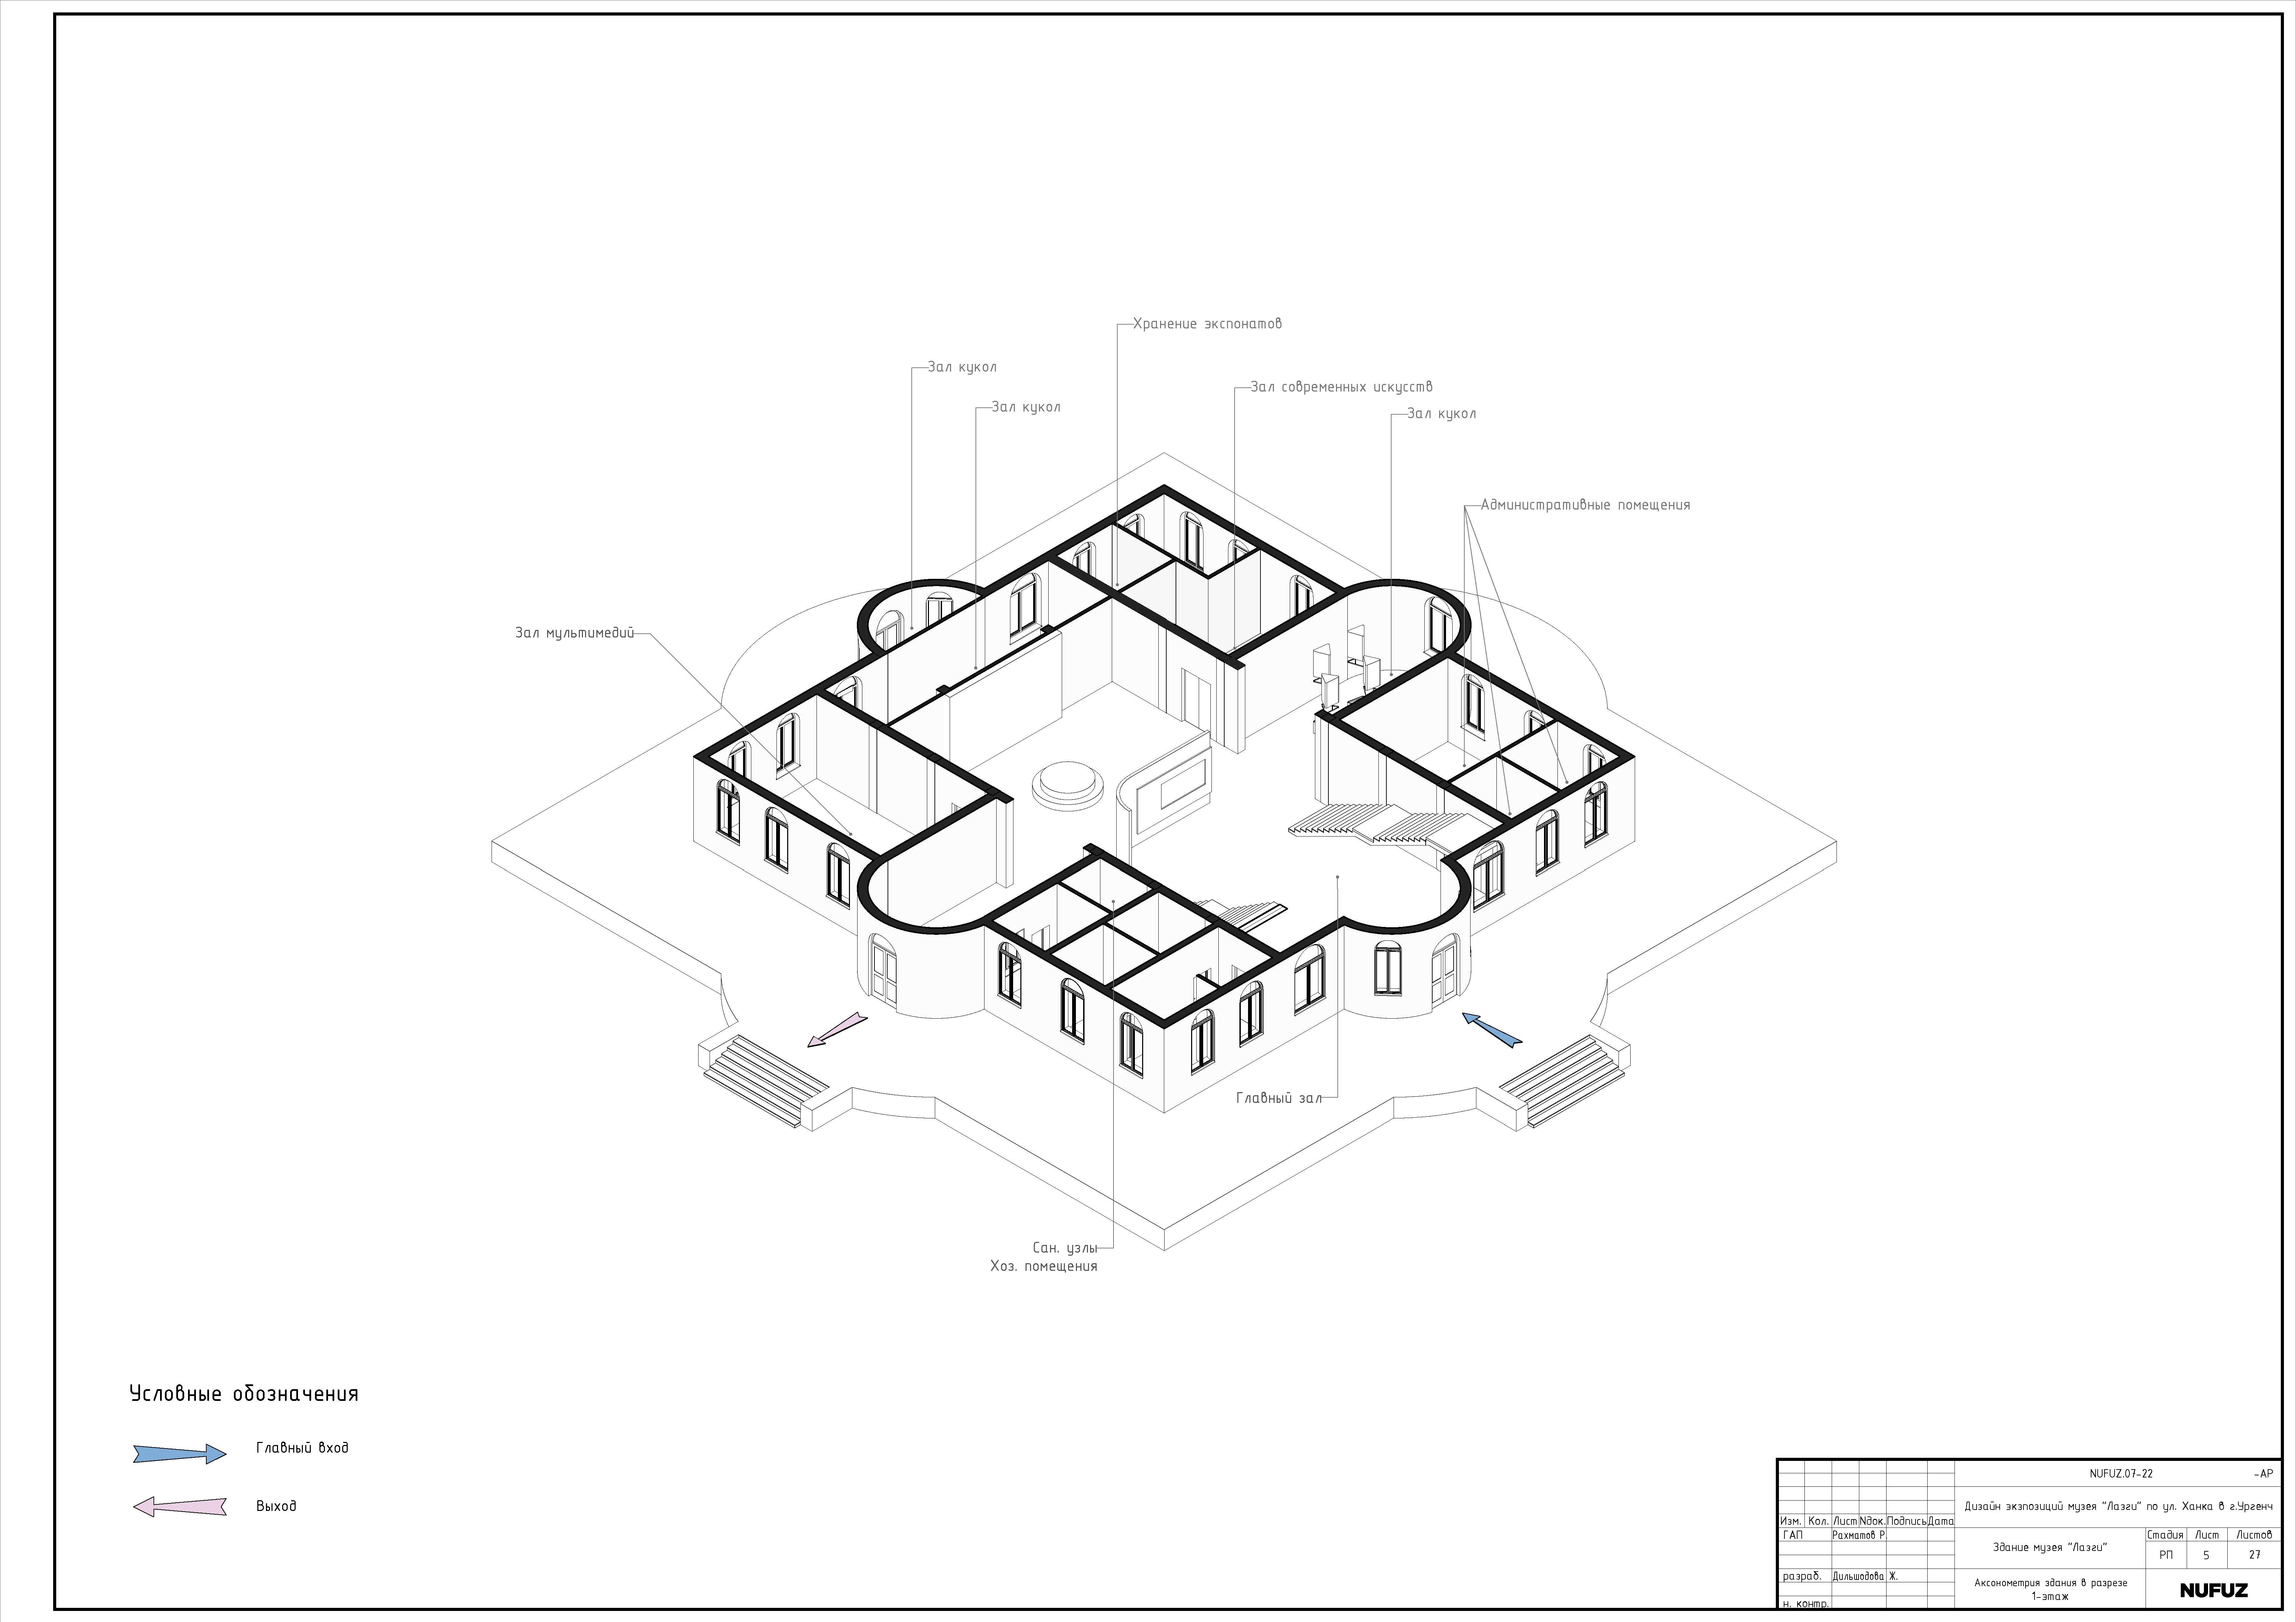 Хранение экспонатов
Зал кукол
Зал современных искусств
Зал кукол
Зал кукол
Административные помещения
Зал мультимедий
Главный зал
Сан. узлы
Хоз. помещения
Условные обозначения
Главный вход
Выход
NUFUZ.07-22 -АР
Дизайн экзпозиций музея "Лазги" по ул. Ханка в г.Ургенч
Изм. Кол. Лист Nдок. Подпись Дата
ГАП Рахматов Р.
Здание музея "Лазги"
Стадия Лист Листов
РП 5 27
разраб. Дильшодова Ж.
Аксонометрия здания в разрезе
1-этаж
NUFUZ
н. контр.